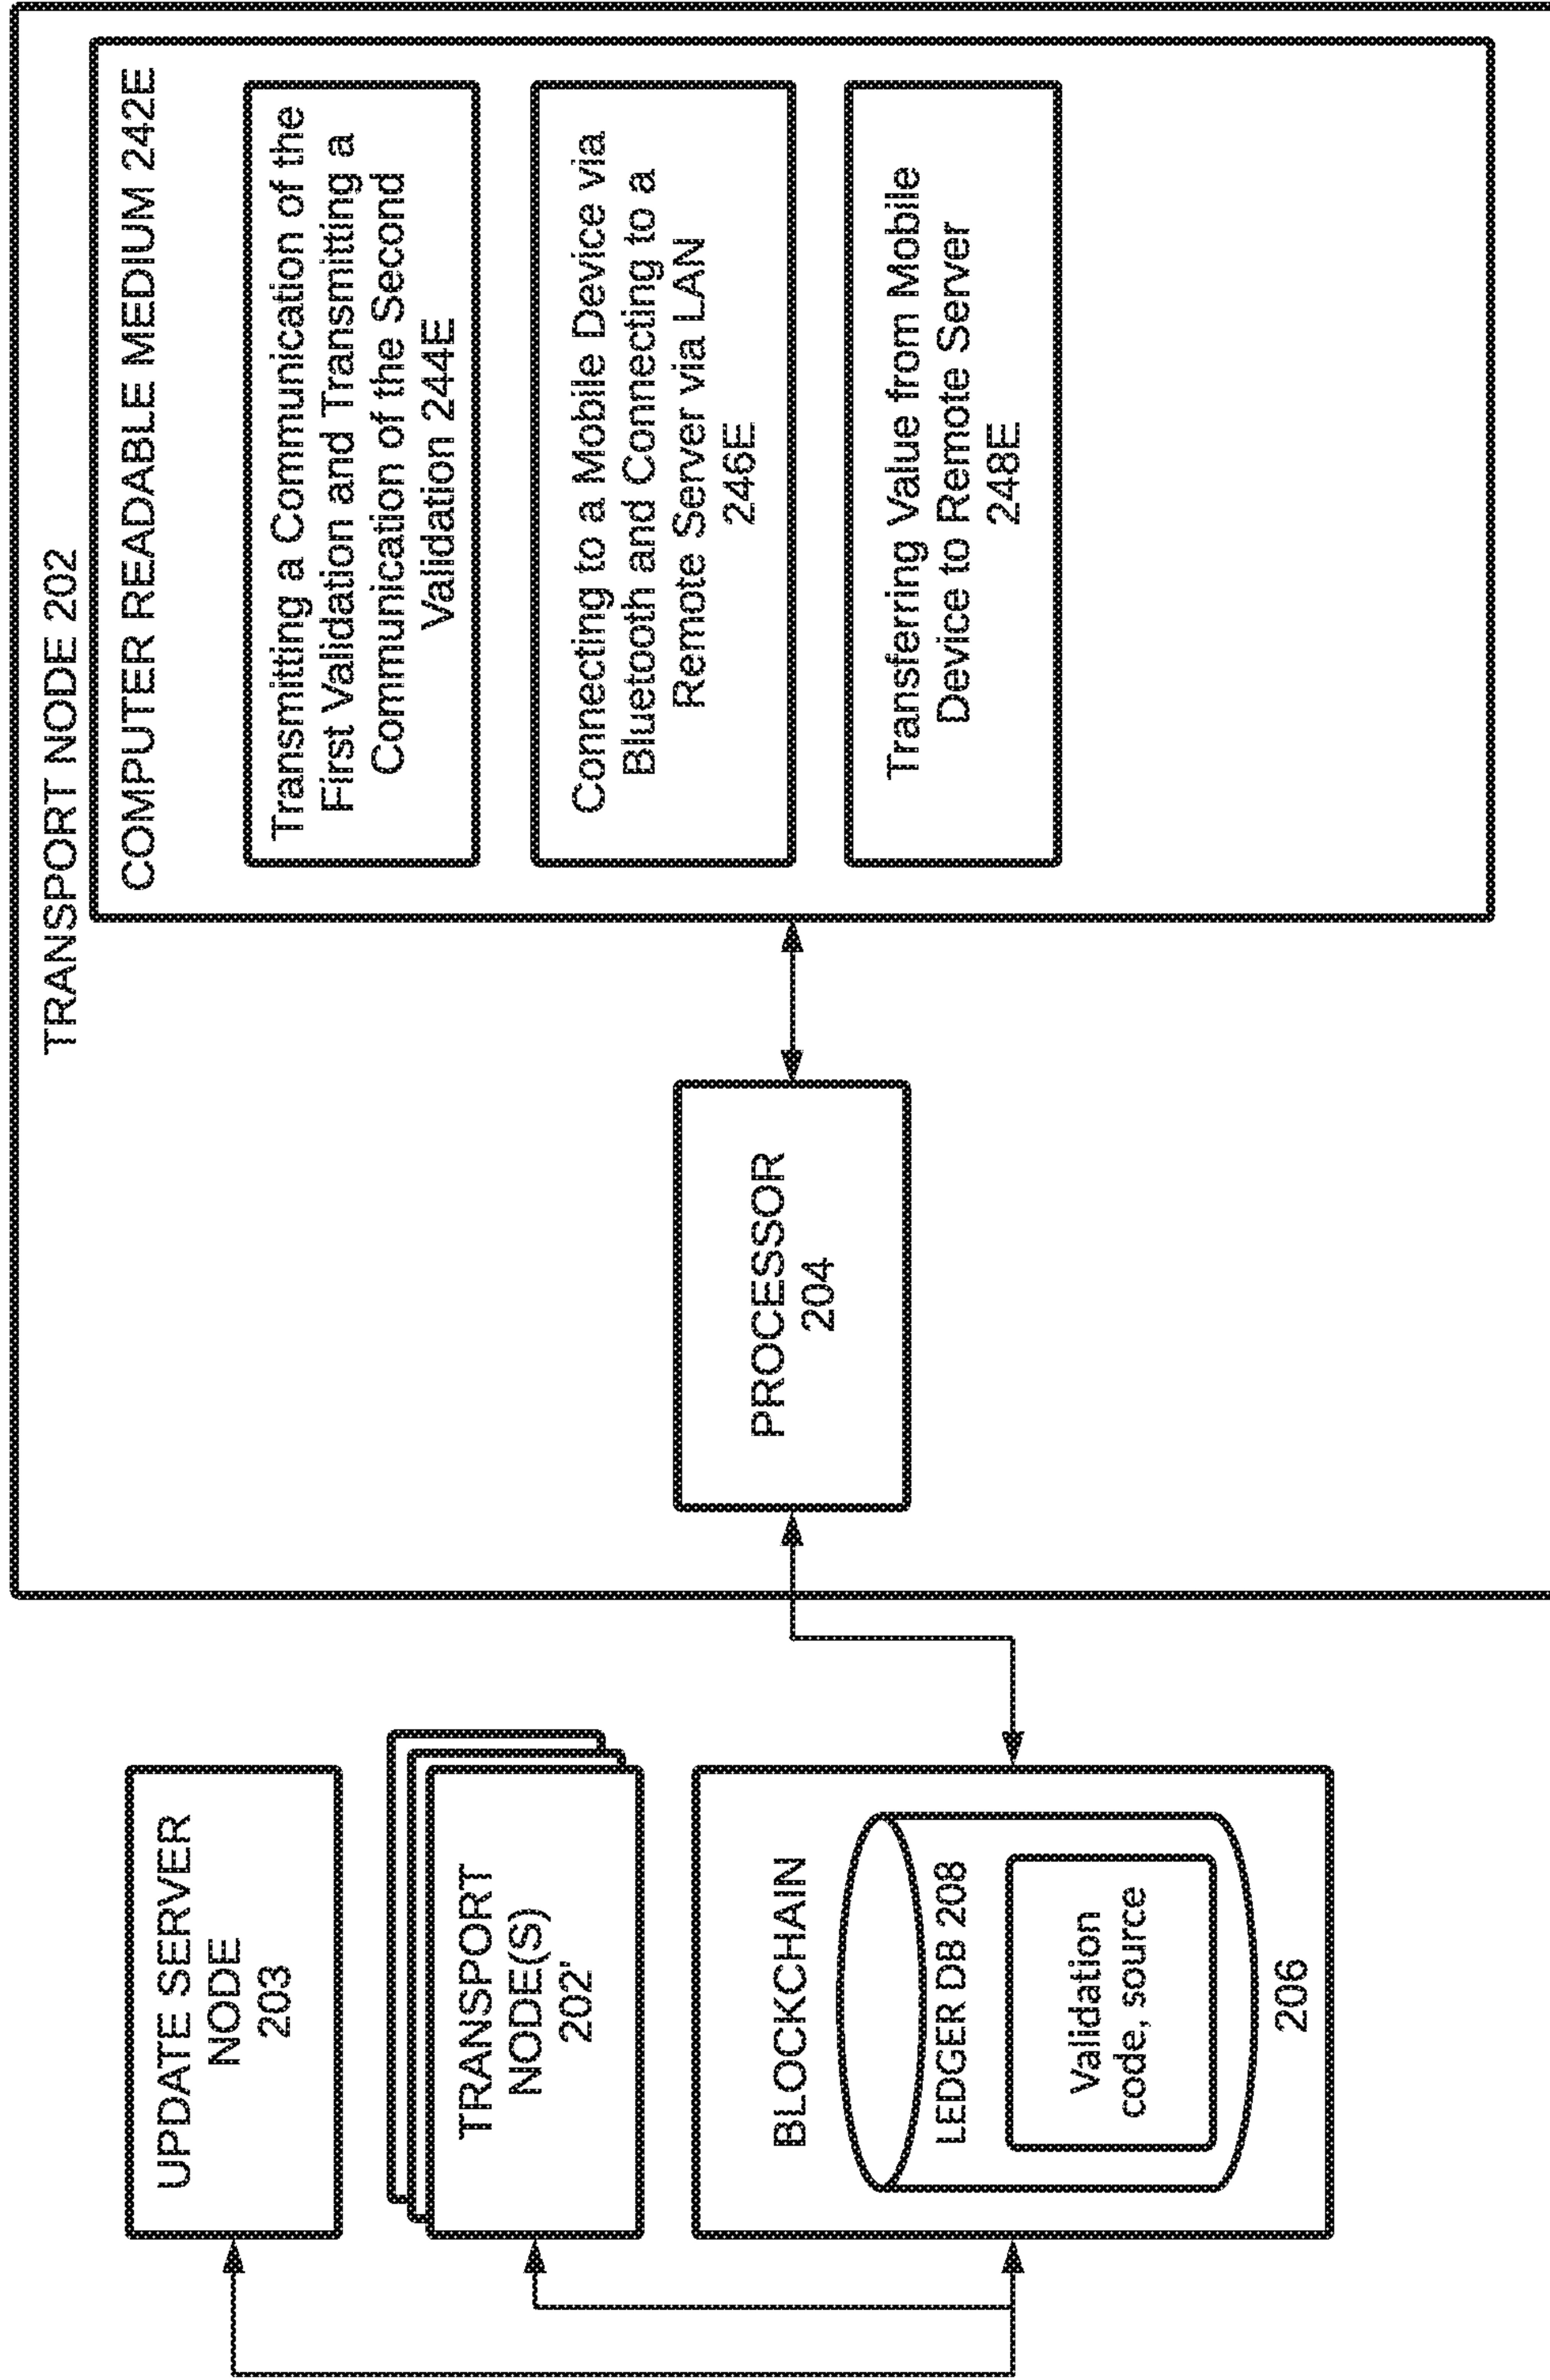 UPDATE SERVER
NODE
203
TRANSPORT
NODE(S)
202'
BLOCKCHAIN
LEDGER DB 208
Validation
code, source
206
TRANSPORT NODE 202
PROCESSOR
204
COMPUTER READABLE MEDIUM 242E
Transmitting a Communication of the
First Validation and Transmitting a
Communication of the Second
Validation 244E
Connecting to a Mobile Device via
Bluetooth and Connecting to a
Remote Server via LAN
246E
Transferring Value from Mobile
Device to Remote Server
248E